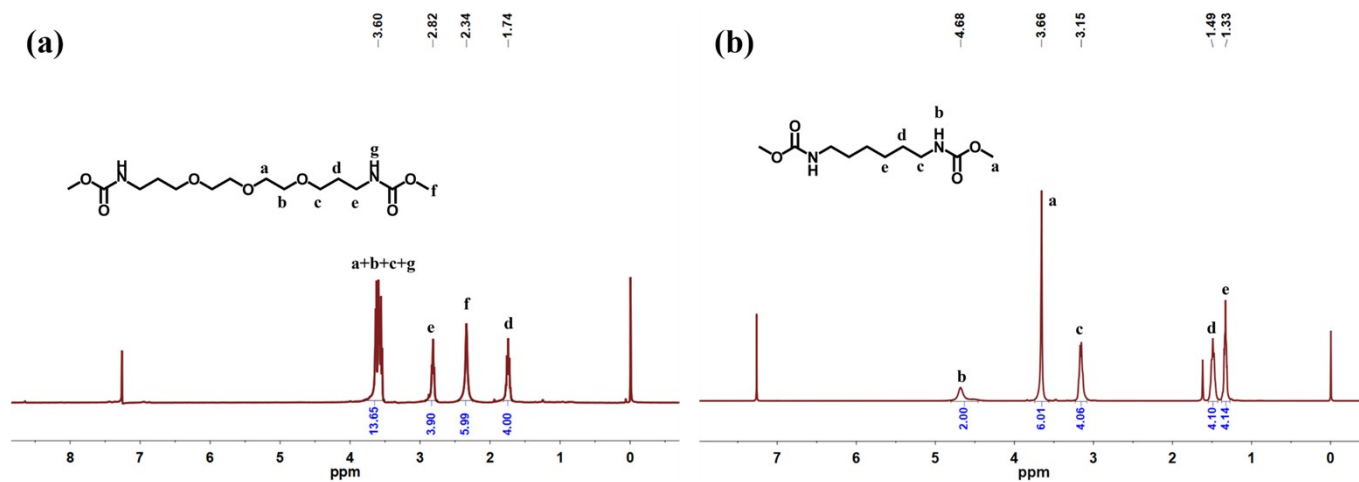 (a)
3.60
2.82
2.34
1.74
O
O
H
N
O
O
O
a
b
c
d
e
H
N
g
O
O
f
a+b+c+g
e
f
d
13.65
3.90
5.99
4.00
8
7
6
5
4
3
2
1
0
ppm
(b)
4.68
3.66
3.15
1.49
1.33
O
O
N
H
e
d
c
b
H
N
O
O
a
b
a
c
d
e
2.00
6.01
4.06
4.10
4.14
7
6
5
4
3
2
1
0
ppm